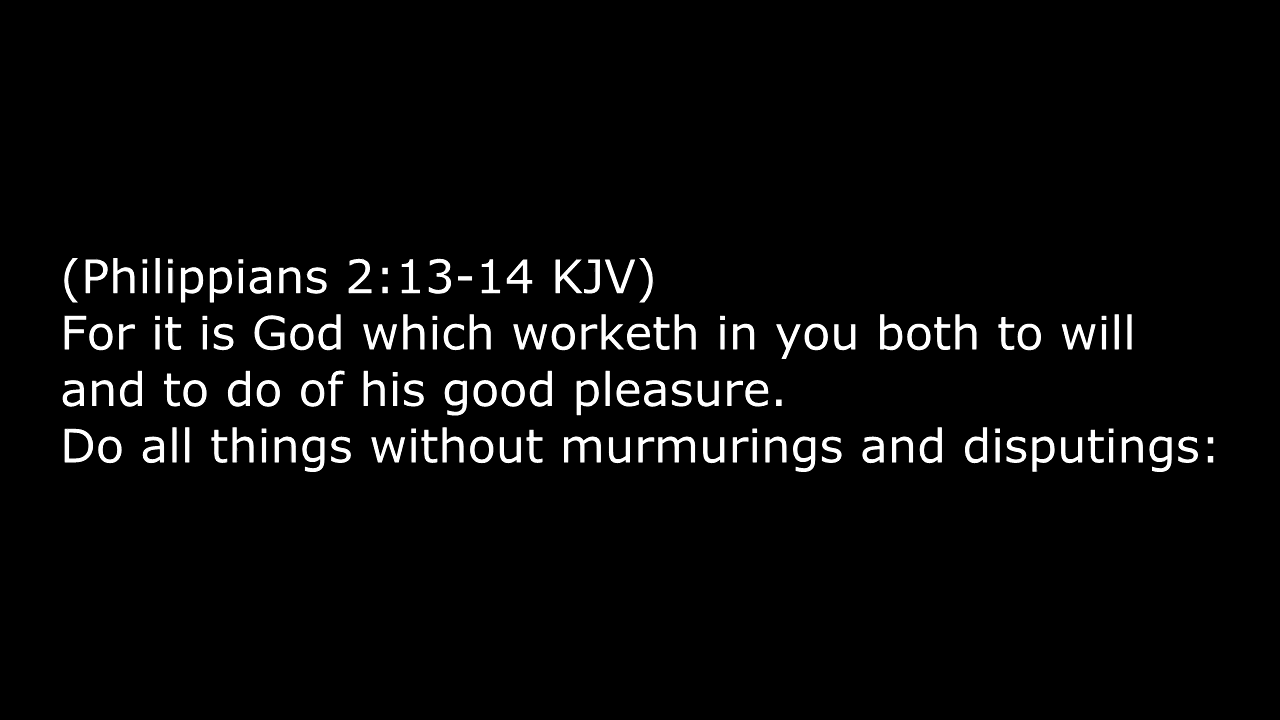 (Philippians 2:13-14 KJV)
For it is God which worketh in you both to will
and to do of his good pleasure.
Do all things without murmurings and disputings: